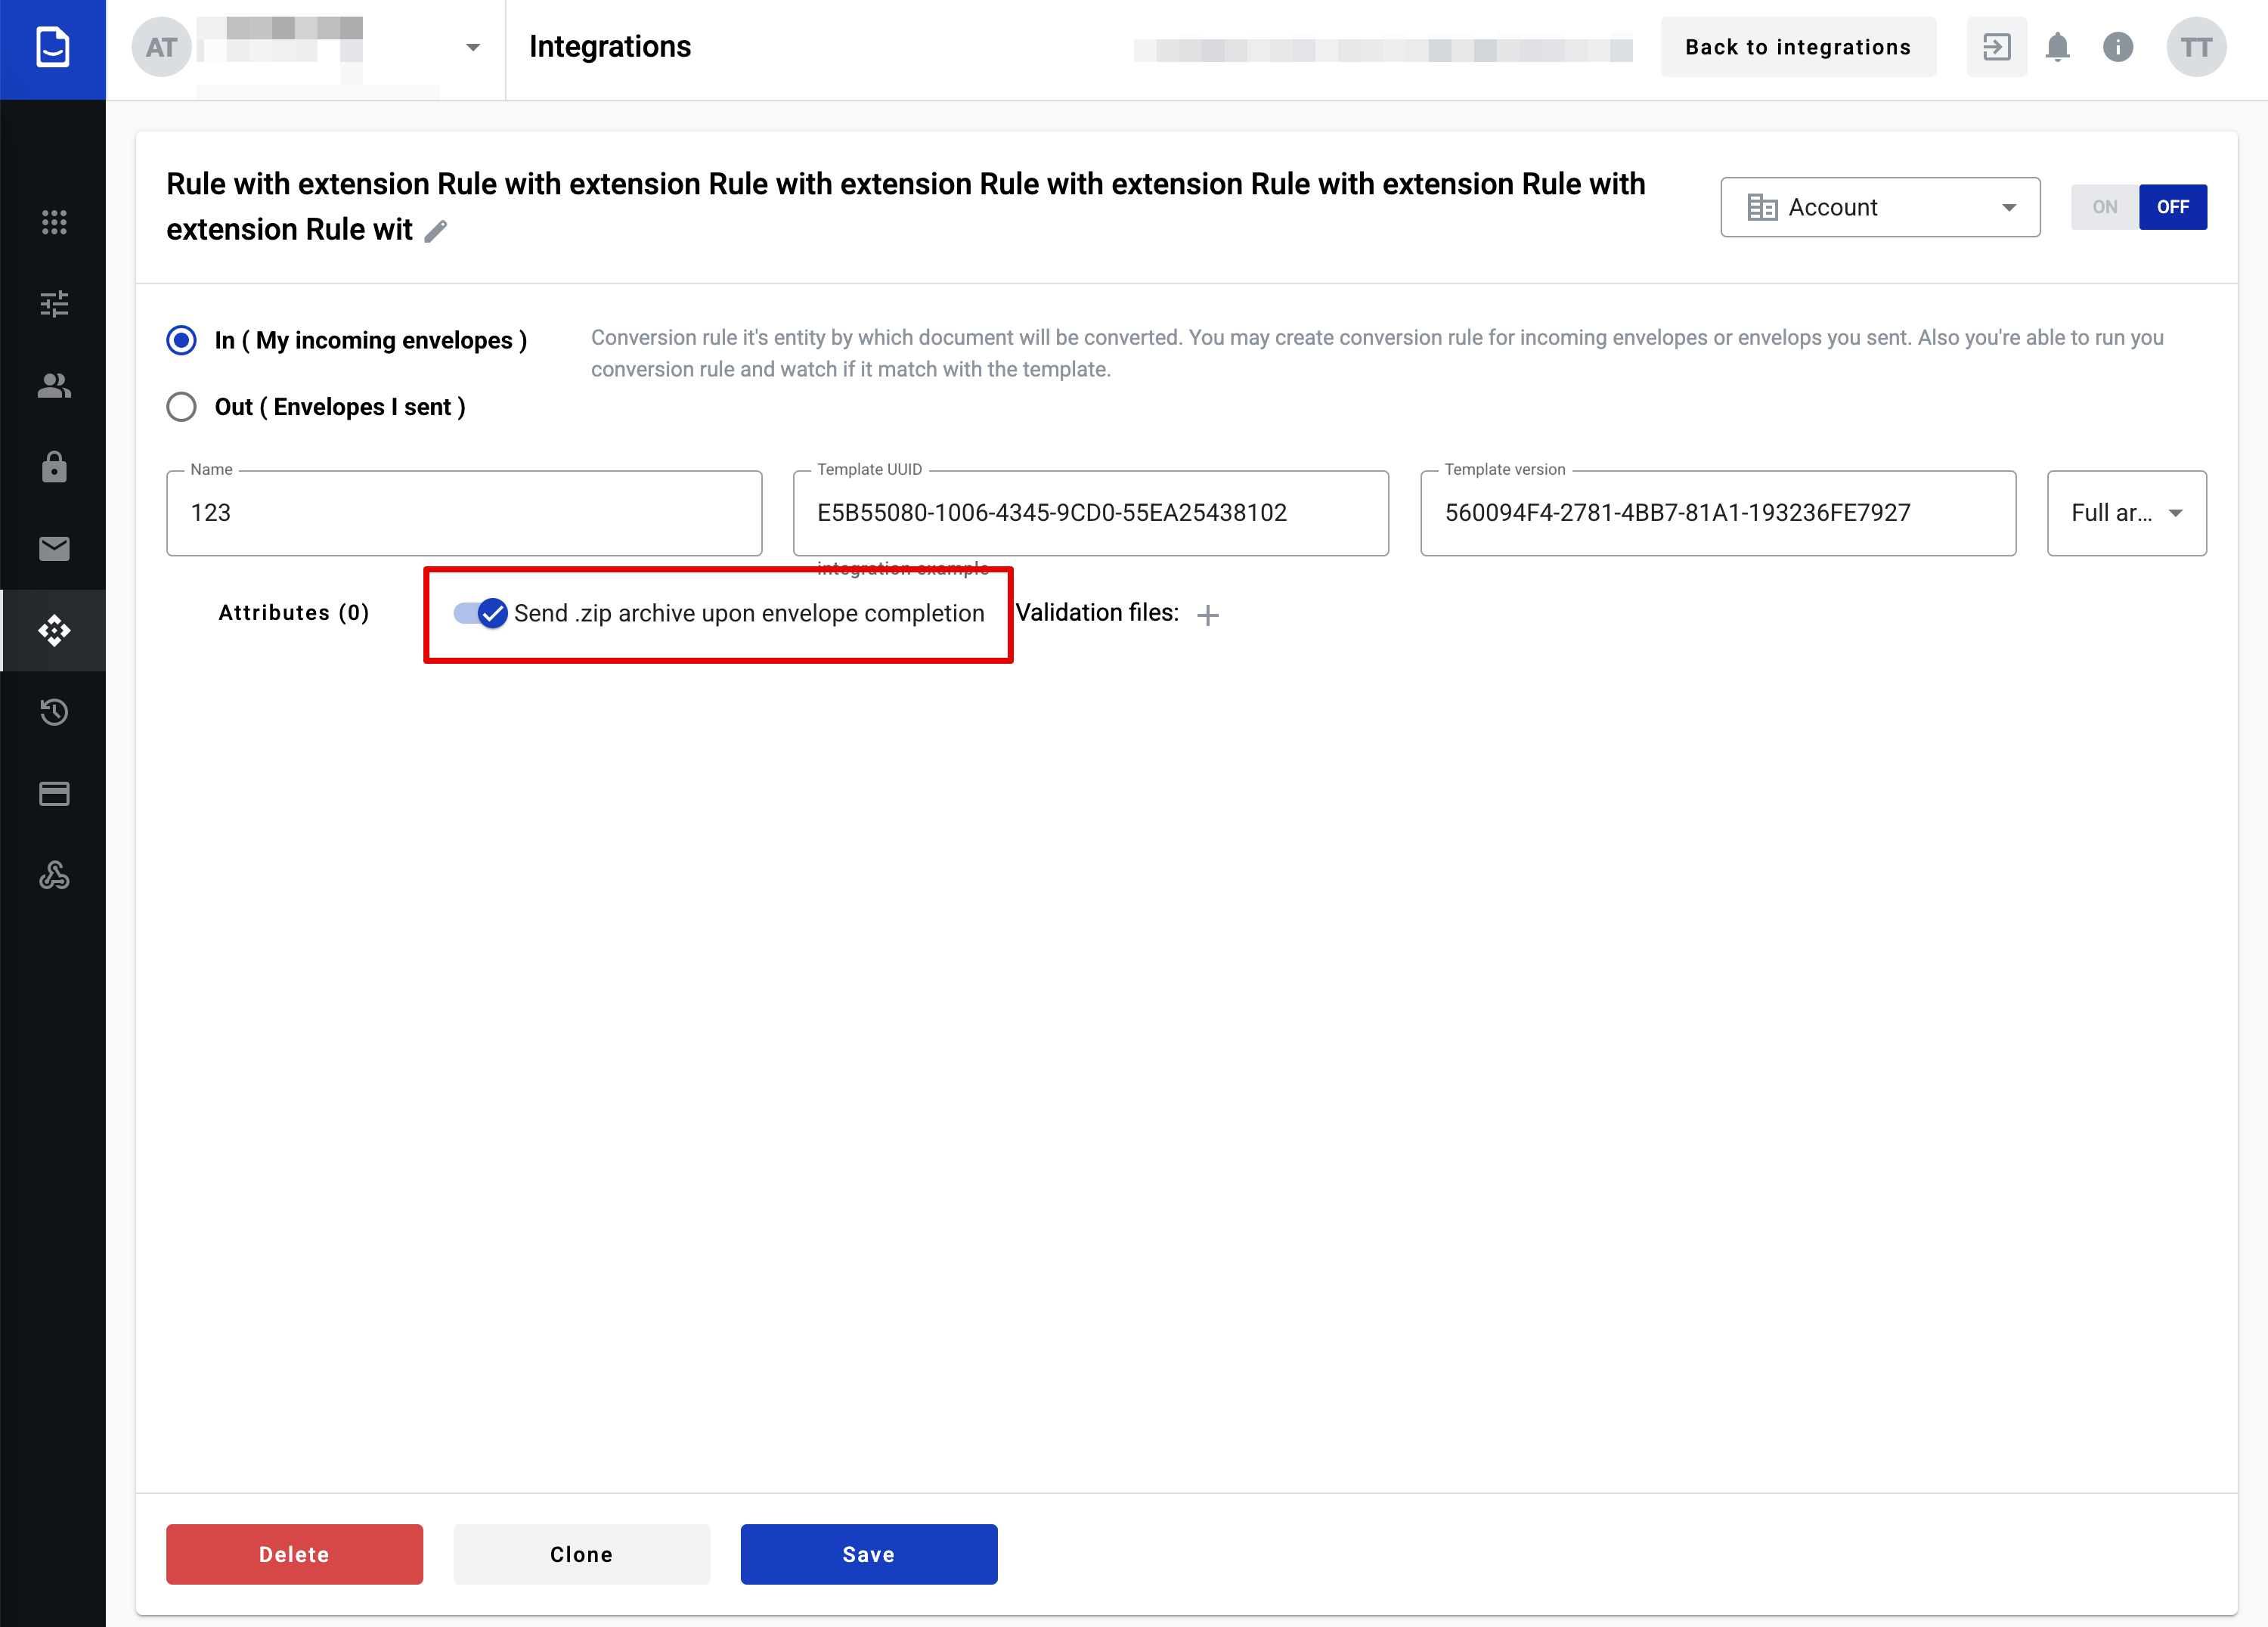 AT
Integrations
Back to integrations
TT
Rule with extension Rule with extension Rule with extension Rule with extension Rule with extension Rule with
extension Rule wit
Account
ON
OFF
In ( My incoming envelopes )
Conversion rule it's entity by which document will be converted. You may create conversion rule for incoming envelopes or envelops you sent. Also you're able to run you
conversion rule and watch if it match with the template.
Out ( Envelopes I sent )
Name
123
Template UUID
E5B55080-1006-4345-9CD0-55EA25438102
integration example
Template version
560094F4-2781-4BB7-81A1-193236FE7927
Full ar...
Attributes (0)
Send .zip archive upon envelope completion
Validation files:
Delete
Clone
Save